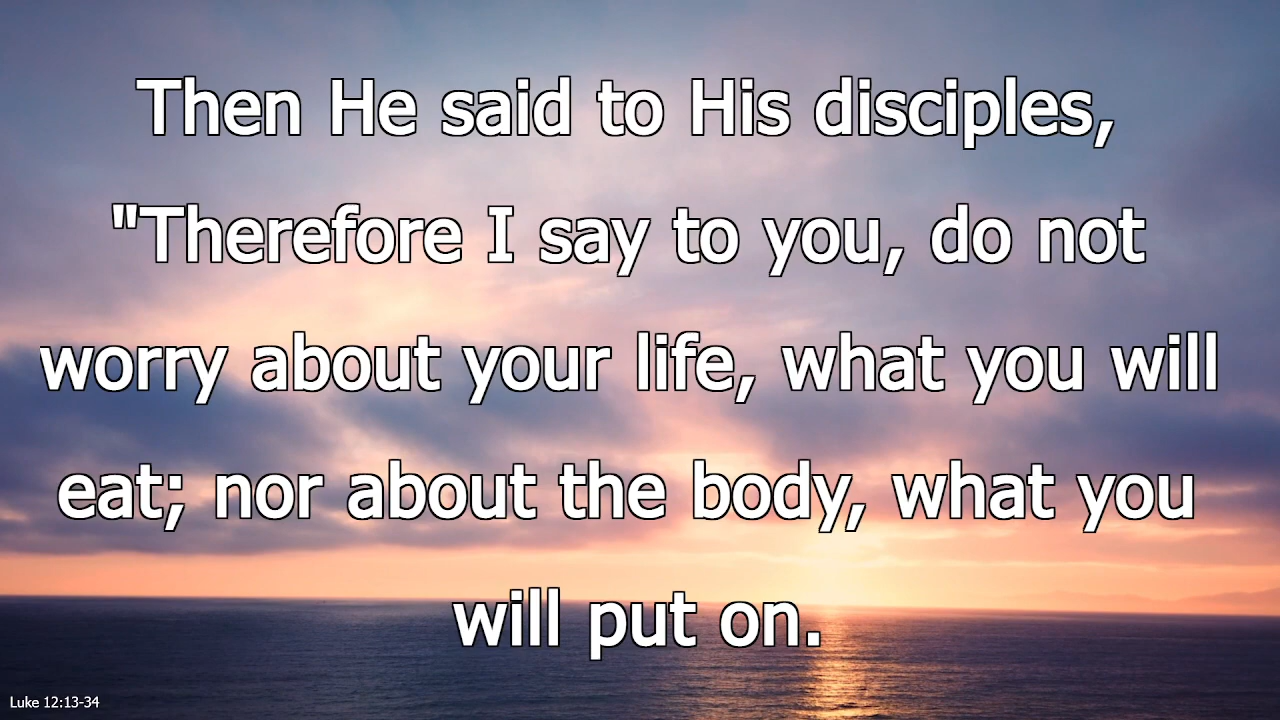 Then He said to His disciples,
"Therefore I say to you, do not
worry about your life, what you will
eat; nor about the body, what you
will put on.
Luke 12:13-34